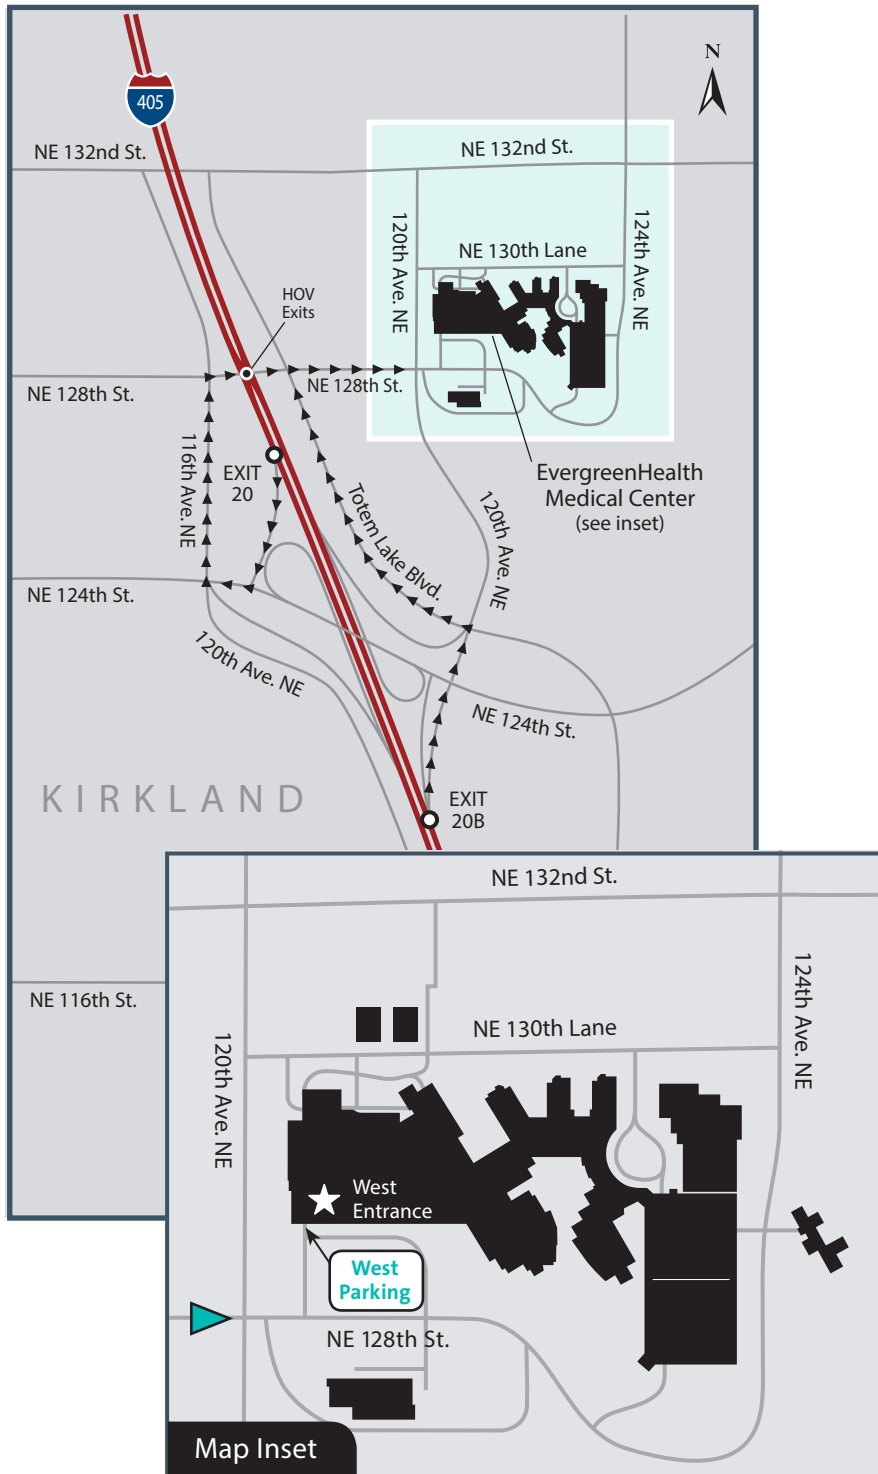 N
405
NE 132nd St.
NE 132nd St.
120th Ave. NE
124th Ave. NE
NE 130th Lane
HOV
Exits
NE 128th St.
NE 128th St.
116th Ave. NE
EXIT
20
EvergreenHealth
Medical Center
(see inset)
Totem Lake Blvd.
120th Ave. NE
NE 124th St.
120th Ave. NE
NE 124th St.
KIRKLAND
EXIT
20B
NE 116th St.
NE 132nd St.
124th Ave. NE
NE 130th Lane
120th Ave. NE
West
Entrance
West
Parking
NE 128th St.
Map Inset